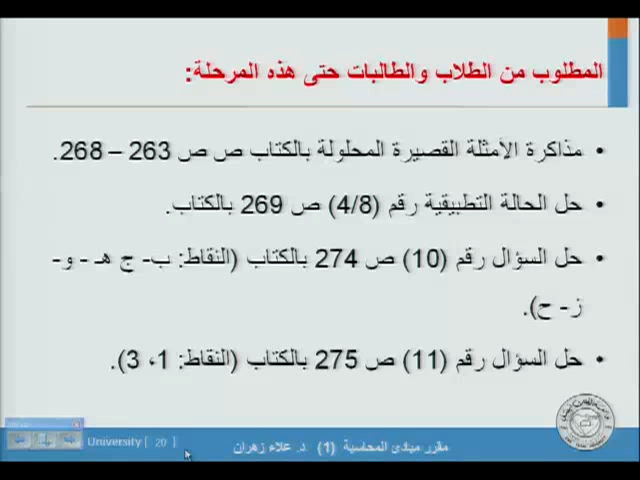 المطلوب من الطلاب والطالبات حتى هذه المرحلة:
• مذاكرة الأمثلة القصيرة المحلولة بالكتاب ص ص 263 – 268.
• حل الحالة التطبيقية رقم (4/8) ص 269 بالكتاب.
• حل السؤال رقم (10) ص 274 بالكتاب (النقاط: ب- ج هـ - و-
ز- ح).
• حل السؤال رقم (11) ص 275 بالكتاب (النقاط: 1، 3).
مقرر مبادئ المحاسبة (1) د. علاء زهران
University [ 20 ]